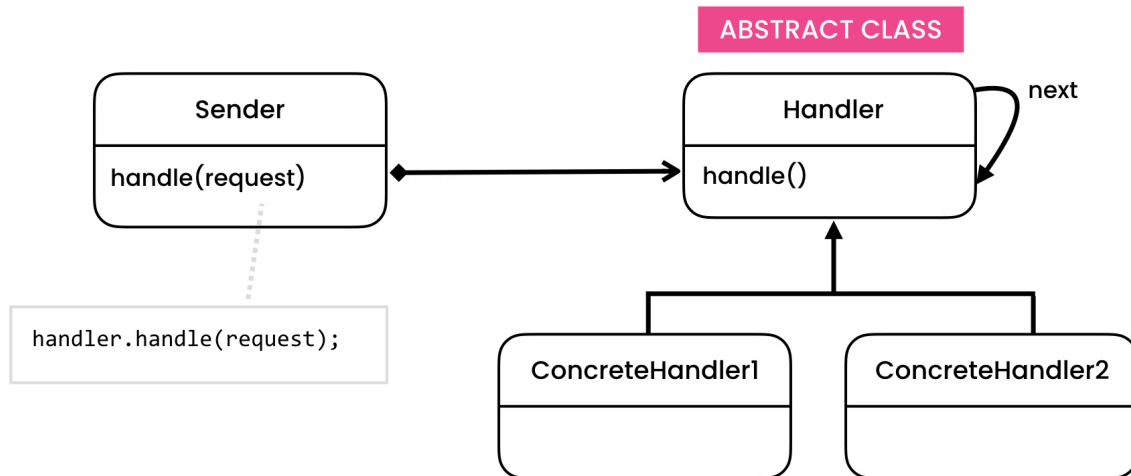 ABSTRACT CLASS
Sender
handle(request)
Handler
handle()
next
handler.handle(request);
ConcreteHandler1
ConcreteHandler2